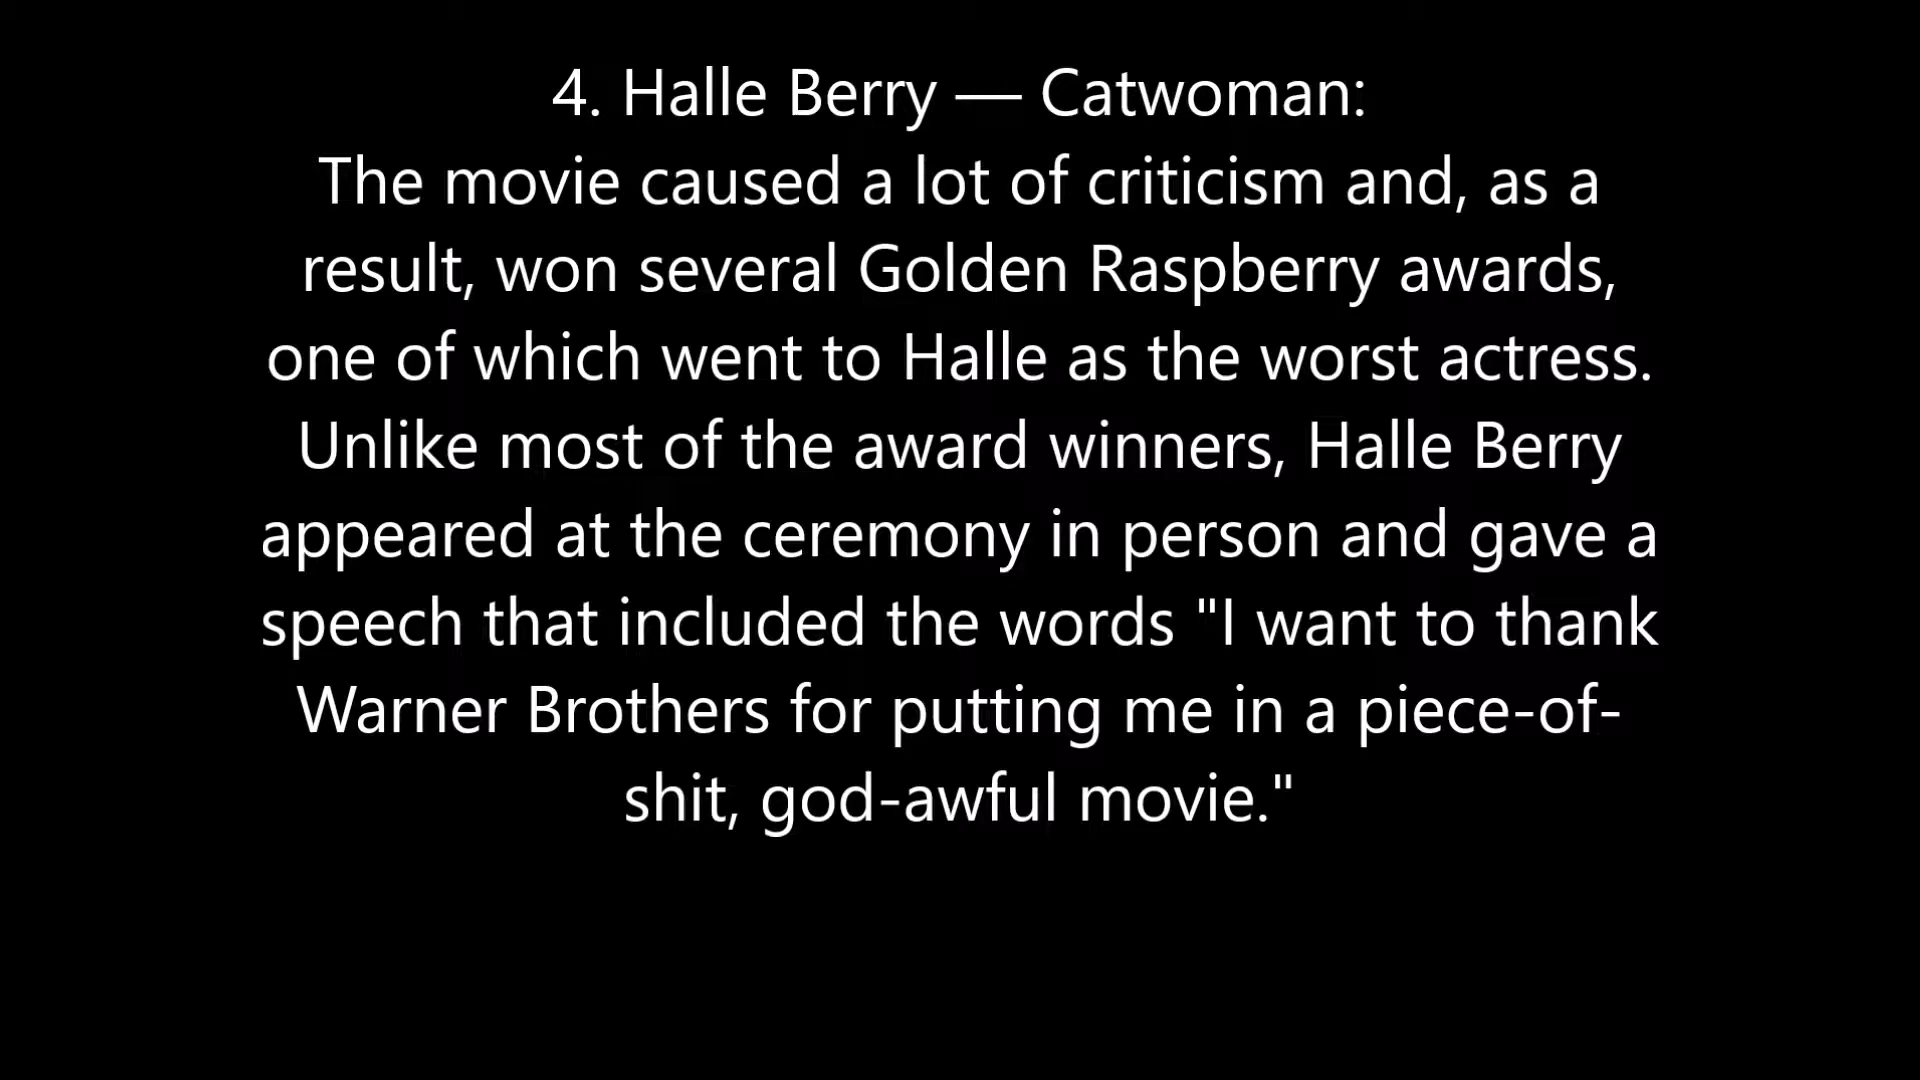 4. Halle Berry — Catwoman:
The movie caused a lot of criticism and, as a
result, won several Golden Raspberry awards,
one of which went to Halle as the worst actress.
Unlike most of the award winners, Halle Berry
appeared at the ceremony in person and gave a
speech that included the words "I want to thank
Warner Brothers for putting me in a piece-of-
shit, god-awful movie."